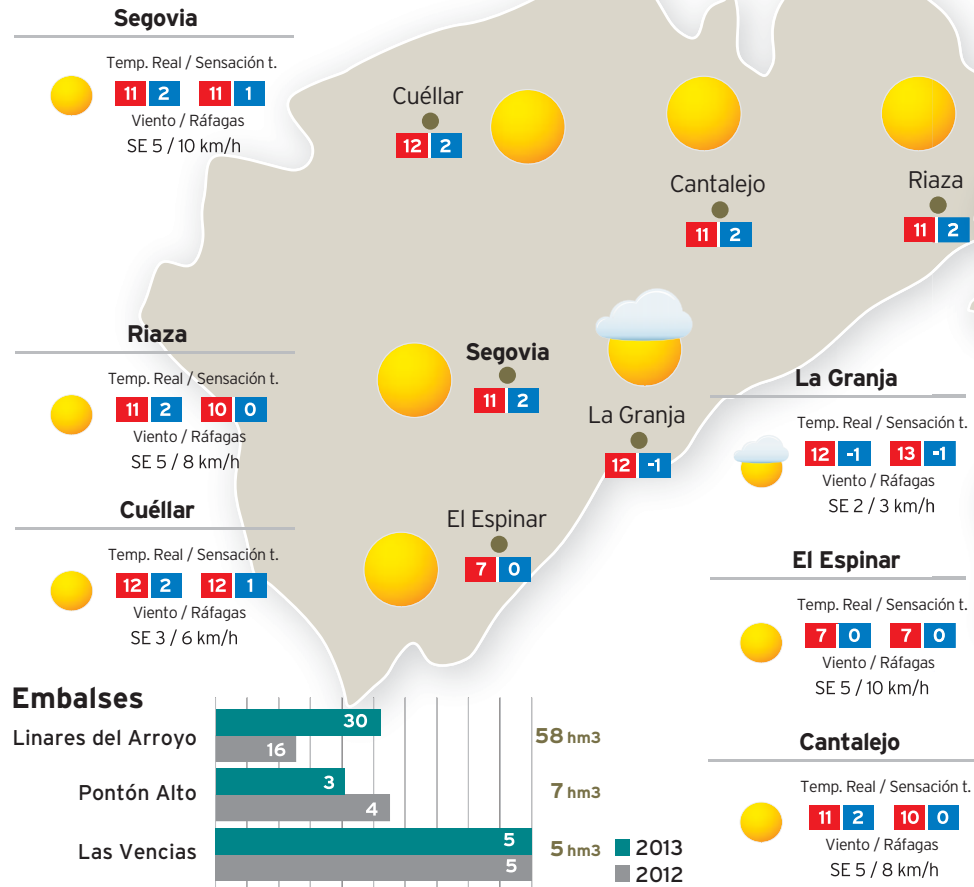 Segovia
Temp. Real / Sensación t.
11 2 11 1
Viento / Ráfagas
SE 5 / 10 km/h
Cuéllar
12 2
Cantalejo
11 2
Riaza
11 2
Riaza
Temp. Real / Sensación t.
11 2 10 0
Viento / Ráfagas
SE 5 / 8 km/h
Segovia
11 2
La Granja
12 -1
La Granja
Temp. Real / Sensación t.
12 -1 13 -1
Viento / Ráfagas
SE 2 / 3 km/h
Cuéllar
Temp. Real / Sensación t.
12 2 12 1
Viento / Ráfagas
SE 3 / 6 km/h
El Espinar
7 0
El Espinar
Temp. Real / Sensación t.
7 0 7 0
Viento / Ráfagas
SE 5 / 10 km/h
Embalses
Linares del Arroyo
30
16
58 hm3
Pontón Alto
3
4
7 hm3
Las Vencias
5
5
5 hm3
2013
2012
Cantalejo
Temp. Real / Sensación t.
11 2 10 0
Viento / Ráfagas
SE 5 / 8 km/h